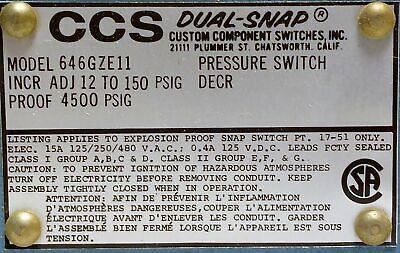 CCS DUAL-SNAP®
CUSTOM COMPONENT SWITCHES, INC.
21111 PLUMMER ST. CHATSWORTH. CALIF.
MODEL 646GZE11 PRESSURE SWITCH
INCR ADJ 12 TO 150 PSIG DECR
PROOF 4500 PSIG
LISTING APPLIES TO EXPLOSION PROOF SNAP SWITCH PT. 17-51 ONLY.
ELEC. 15A 125/250/480 V.A.C.; 0.4A 125 V.D.C. LEADS FCTY SEALED
CLASS I GROUP A,B,C & D. CLASS II GROUP E,F, & G.
CAUTION: TO PREVENT IGNITION OF HAZARDOUS ATMOSPHERES
TURN OFF ELECTRICITY BEFORE REMOVING CONDUIT. KEEP
ASSEMBLY TIGHTLY CLOSED WHEN IN OPERATION.
ATTENTION: AFIN DE PRÉVENIR L'INFLAMMATION
D'ATMOSPHÈRES DANGEREUSES, COUPER L'ALIMENTATION
ÉLECTRIQUE AVANT D'ENLEVER LE CONDUIT. GARDER
L'ASSEMBLY BIEN FERMÉ LORSQUE L'APPAREIL EST SOUS
TENSION.
CSA